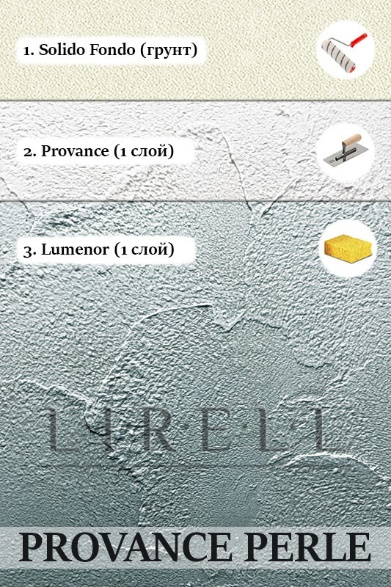 1. Solido Fondo (грунт)
2. Provance (1 слой)
3. Lumenor (1 слой)
L·I·R·E·L·L
PROVANCE PERLE